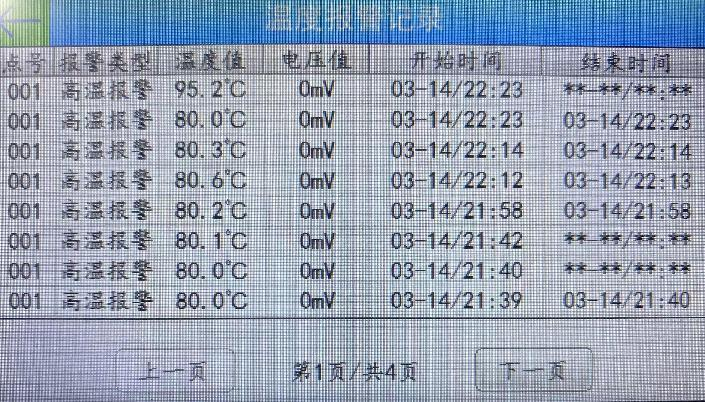 温度报警记录
点号 报警类型 温度值 电压值 开始时间 结束时间
001 高温报警 95.2℃ 0mV 03-14/22:23 **-**/**:**
001 高温报警 80.0℃ 0mV 03-14/22:23 03-14/22:23
001 高温报警 80.3℃ 0mV 03-14/22:14 03-14/22:14
001 高温报警 80.6℃ 0mV 03-14/22:12 03-14/22:13
001 高温报警 80.2℃ 0mV 03-14/21:58 03-14/21:58
001 高温报警 80.1℃ 0mV 03-14/21:42 **-**/**:**
001 高温报警 80.0℃ 0mV 03-14/21:40 **-**/**:**
001 高温报警 80.0℃ 0mV 03-14/21:39 03-14/21:40
上一页 第1页/共4页 下一页